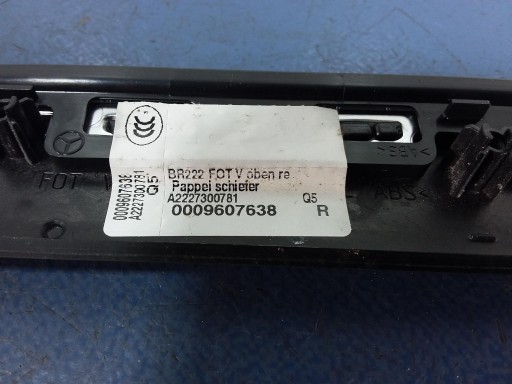 BR222 FOT V oben re
Pappel schiefer
A2227300781 Q5
0009607638 R
0009607638
A2227300781
Q5
FOT
ABS